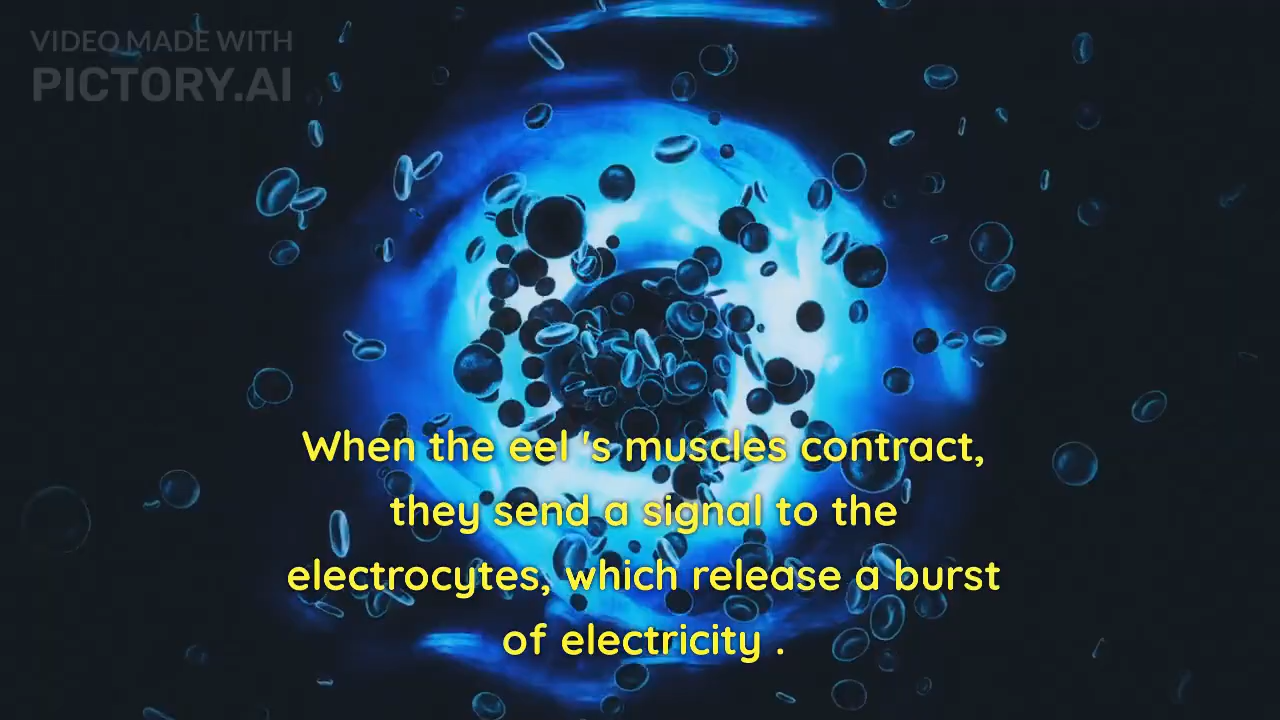 VIDEO MADE WITH
PICTORY.AI
When the eel 's muscles contract,
they send a signal to the
electrocytes, which release a burst
of electricity .